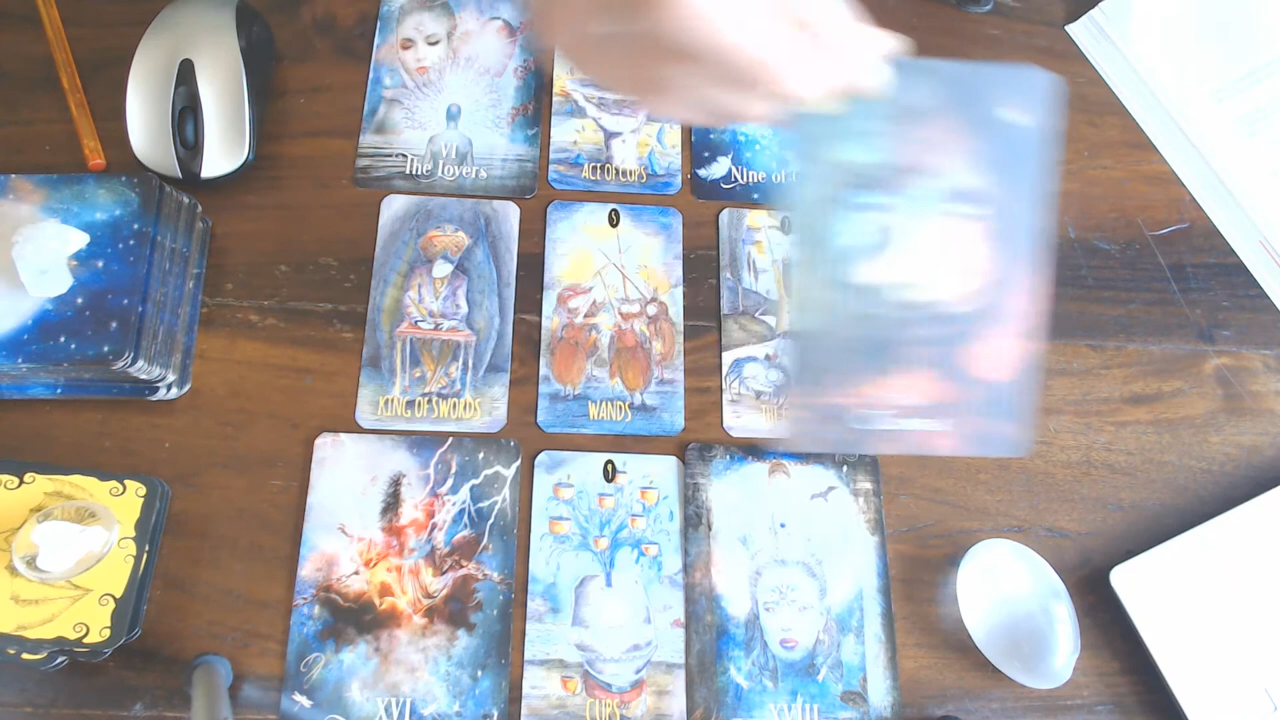 VI
The Lovers
ACE OF CUPS
Nine of
KING OF SWORDS
5
WANDS
9
CUPS
XVI
XVIII